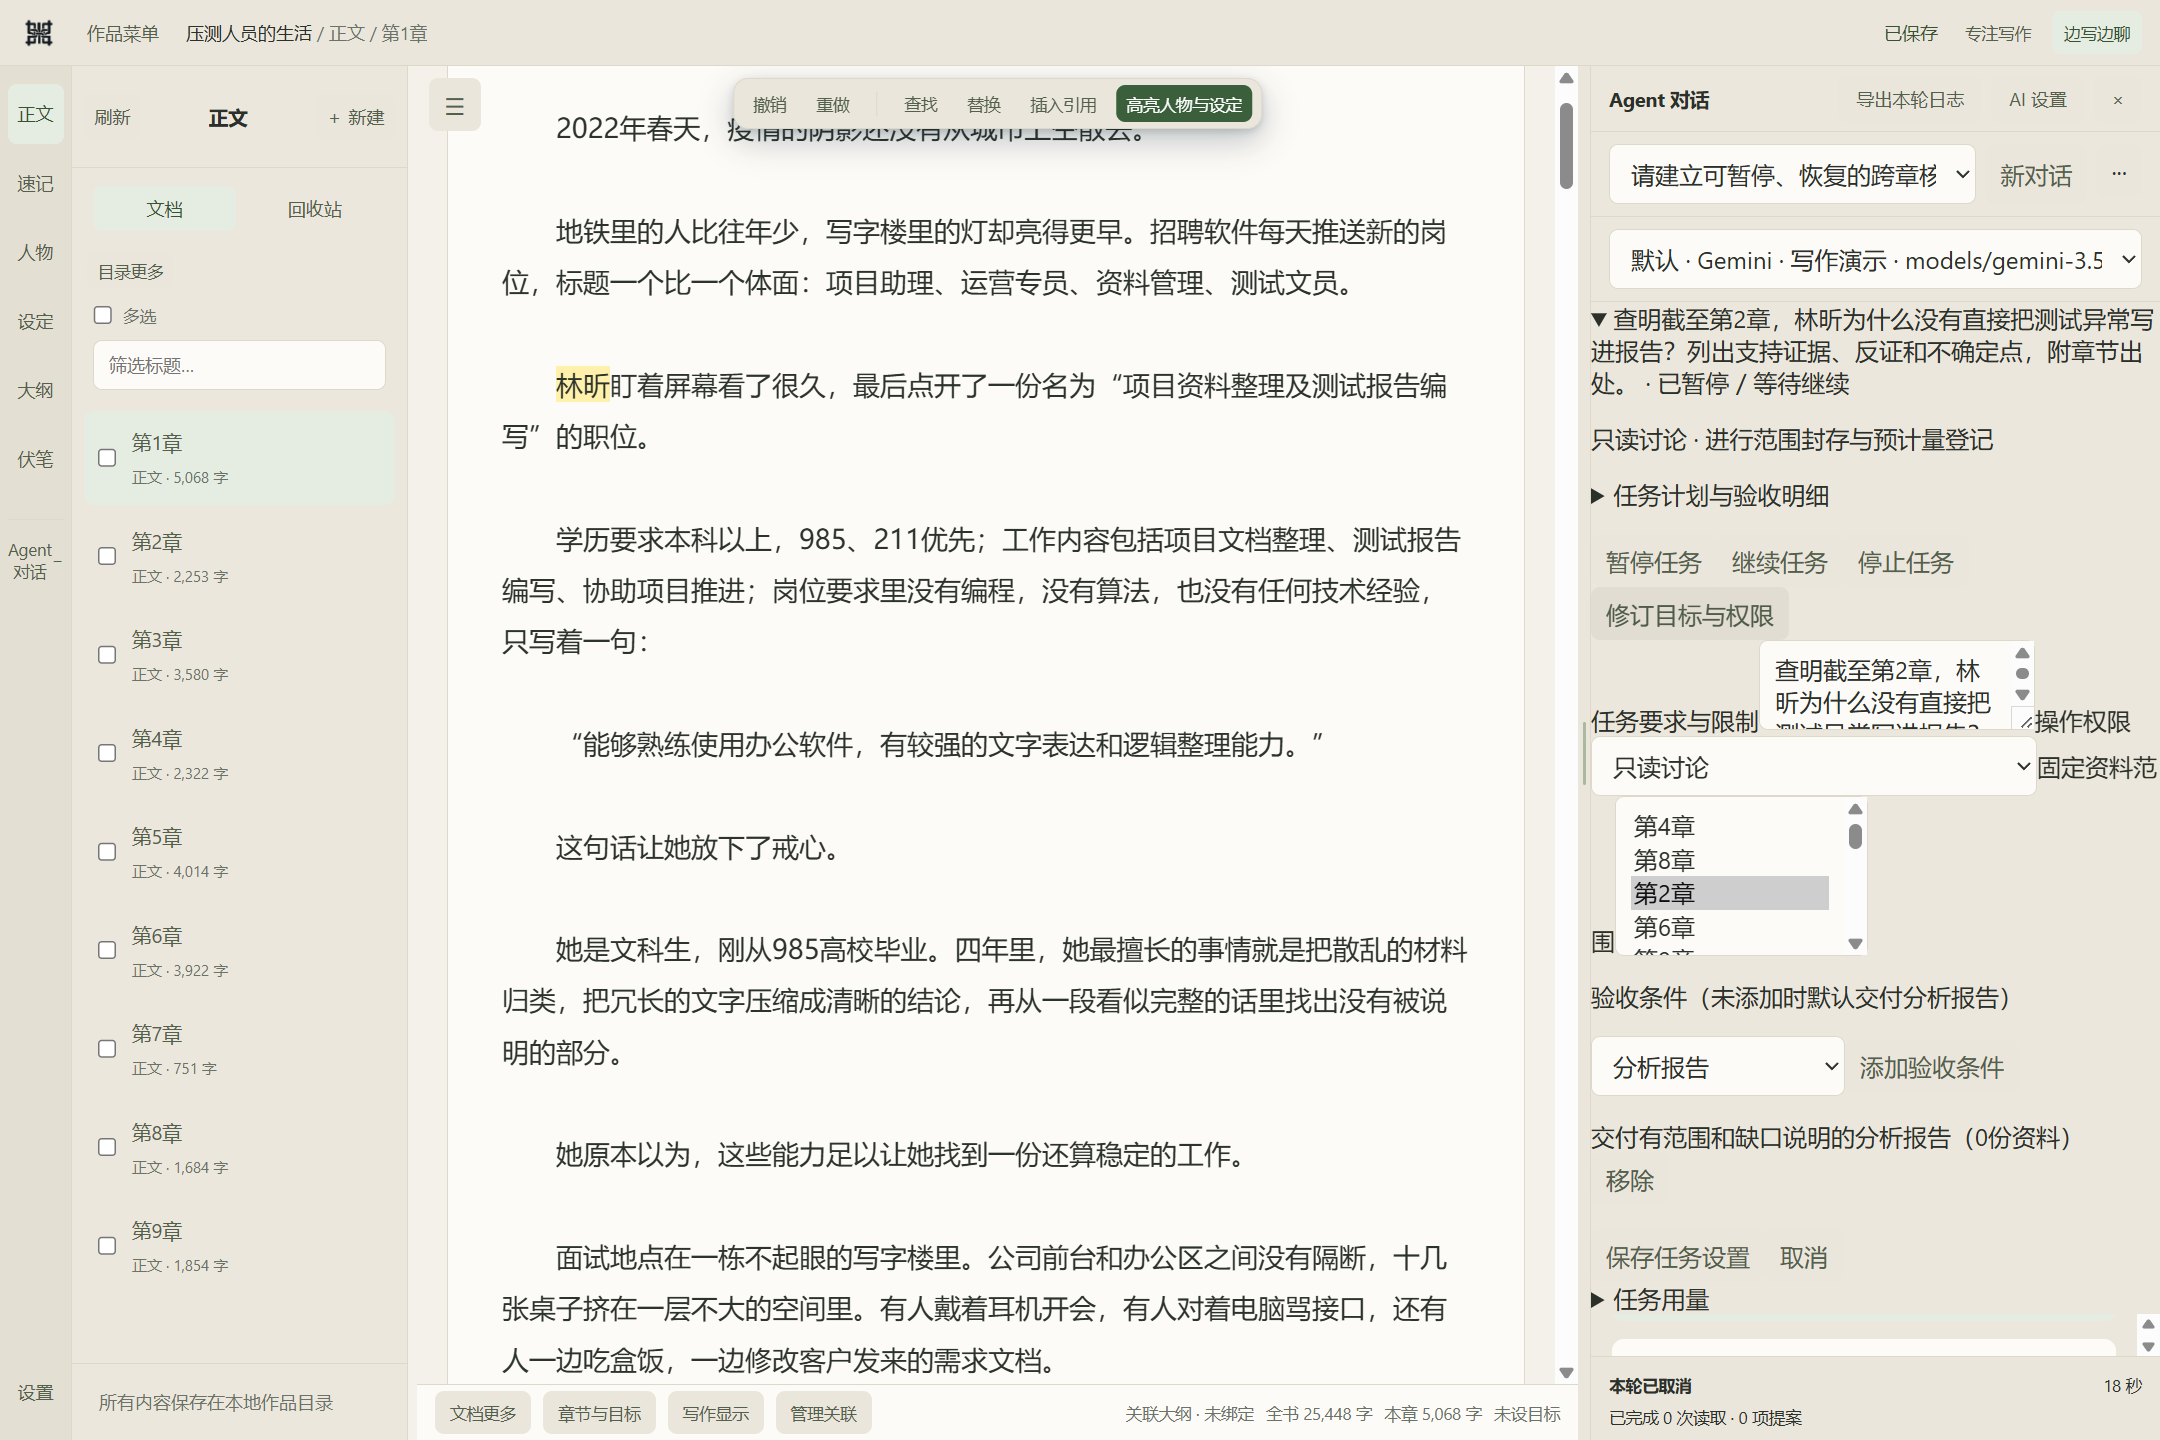 作品菜单
压测人员的生活 / 正文 / 第1章
已保存
专注写作
边写边聊
正文
速记
人物
设定
大纲
伏笔
Agent
对话
设置
刷新
正文
+ 新建
文档
回收站
目录更多
多选
筛选标题...
第1章
正文 · 5,068 字
第2章
正文 · 2,253 字
第3章
正文 · 3,580 字
第4章
正文 · 2,322 字
第5章
正文 · 4,014 字
第6章
正文 · 3,922 字
第7章
正文 · 751 字
第8章
正文 · 1,684 字
第9章
正文 · 1,854 字
所有内容保存在本地作品目录
撤销
重做
查找
替换
插入引用
高亮人物与设定
2022年春天，疫情的阴影还没有从城市上空散去。
地铁里的人比往年少，写字楼里的灯却亮得更早。招聘软件每天推送新的岗
位，标题一个比一个体面：项目助理、运营专员、资料管理、测试文员。
林昕盯着屏幕看了很久，最后点开了一份名为“项目资料整理及测试报告编
写”的职位。
学历要求本科以上，985、211优先；工作内容包括项目文档整理、测试报告
编写、协助项目推进；岗位要求里没有编程，没有算法，也没有任何技术经验，
只写着一句：
“能够熟练使用办公软件，有较强的文字表达和逻辑整理能力。”
这句话让她放下了戒心。
她是文科生，刚从985高校毕业。四年里，她最擅长的事情就是把散乱的材料
归类，把冗长的文字压缩成清晰的结论，再从一段看似完整的话里找出没有被说
明的部分。
她原本以为，这些能力足以让她找到一份还算稳定的工作。
面试地点在一栋不起眼的写字楼里。公司前台和办公区之间没有隔断，十几
张桌子挤在一层不大的空间里。有人戴着耳机开会，有人对着电脑骂接口，还有
人一边吃盒饭，一边修改客户发来的需求文档。
文档更多
章节与目标
写作显示
管理关联
关联大纲 · 未绑定
全书 25,448 字
本章 5,068 字
未设目标
Agent 对话
导出本轮日志
AI 设置
×
请建立可暂停、恢复的跨章核
新对话
···
默认 · Gemini · 写作演示 · models/gemini-3.5
▼ 查明截至第2章，林昕为什么没有直接把测试异常写
进报告？列出支持证据、反证和不确定点，附章节出
处。 · 已暂停 / 等待继续
只读讨论 · 进行范围封存与预计量登记
▶ 任务计划与验收明细
暂停任务
继续任务
停止任务
修订目标与权限
任务要求与限制
查明截至第2章，林
昕为什么没有直接把
操作权限
只读讨论
固定资料范
围
第4章
第8章
第2章
第6章
验收条件（未添加时默认交付分析报告）
分析报告
添加验收条件
交付有范围和缺口说明的分析报告（0份资料）
移除
保存任务设置
取消
▶ 任务用量
本轮已取消
18 秒
已完成 0 次读取 · 0 项提案